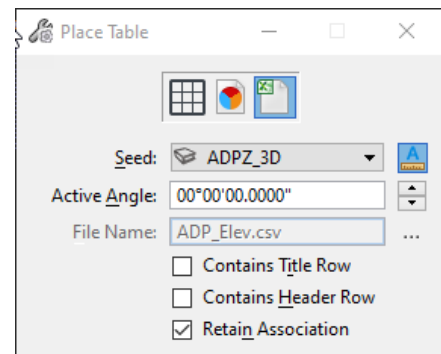 Place Table
Seed: ADPZ_3D A
Active Angle: 00°00'00.0000"
File Name: ADP_Elev.csv ...
Contains Title Row
Contains Header Row
Retain Association